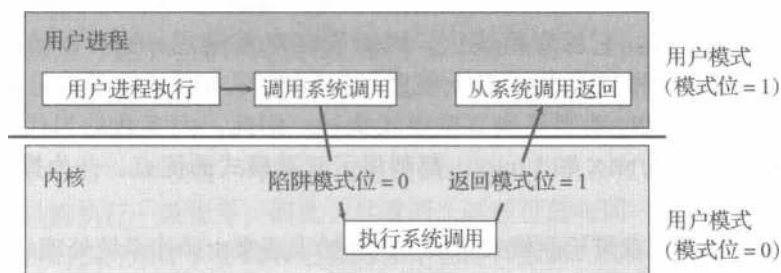 用户进程
用户进程执行
调用系统调用
从系统调用返回
用户模式
(模式位=1)
内核
陷阱模式位=0
返回模式位=1
执行系统调用
用户模式
(模式位=0)